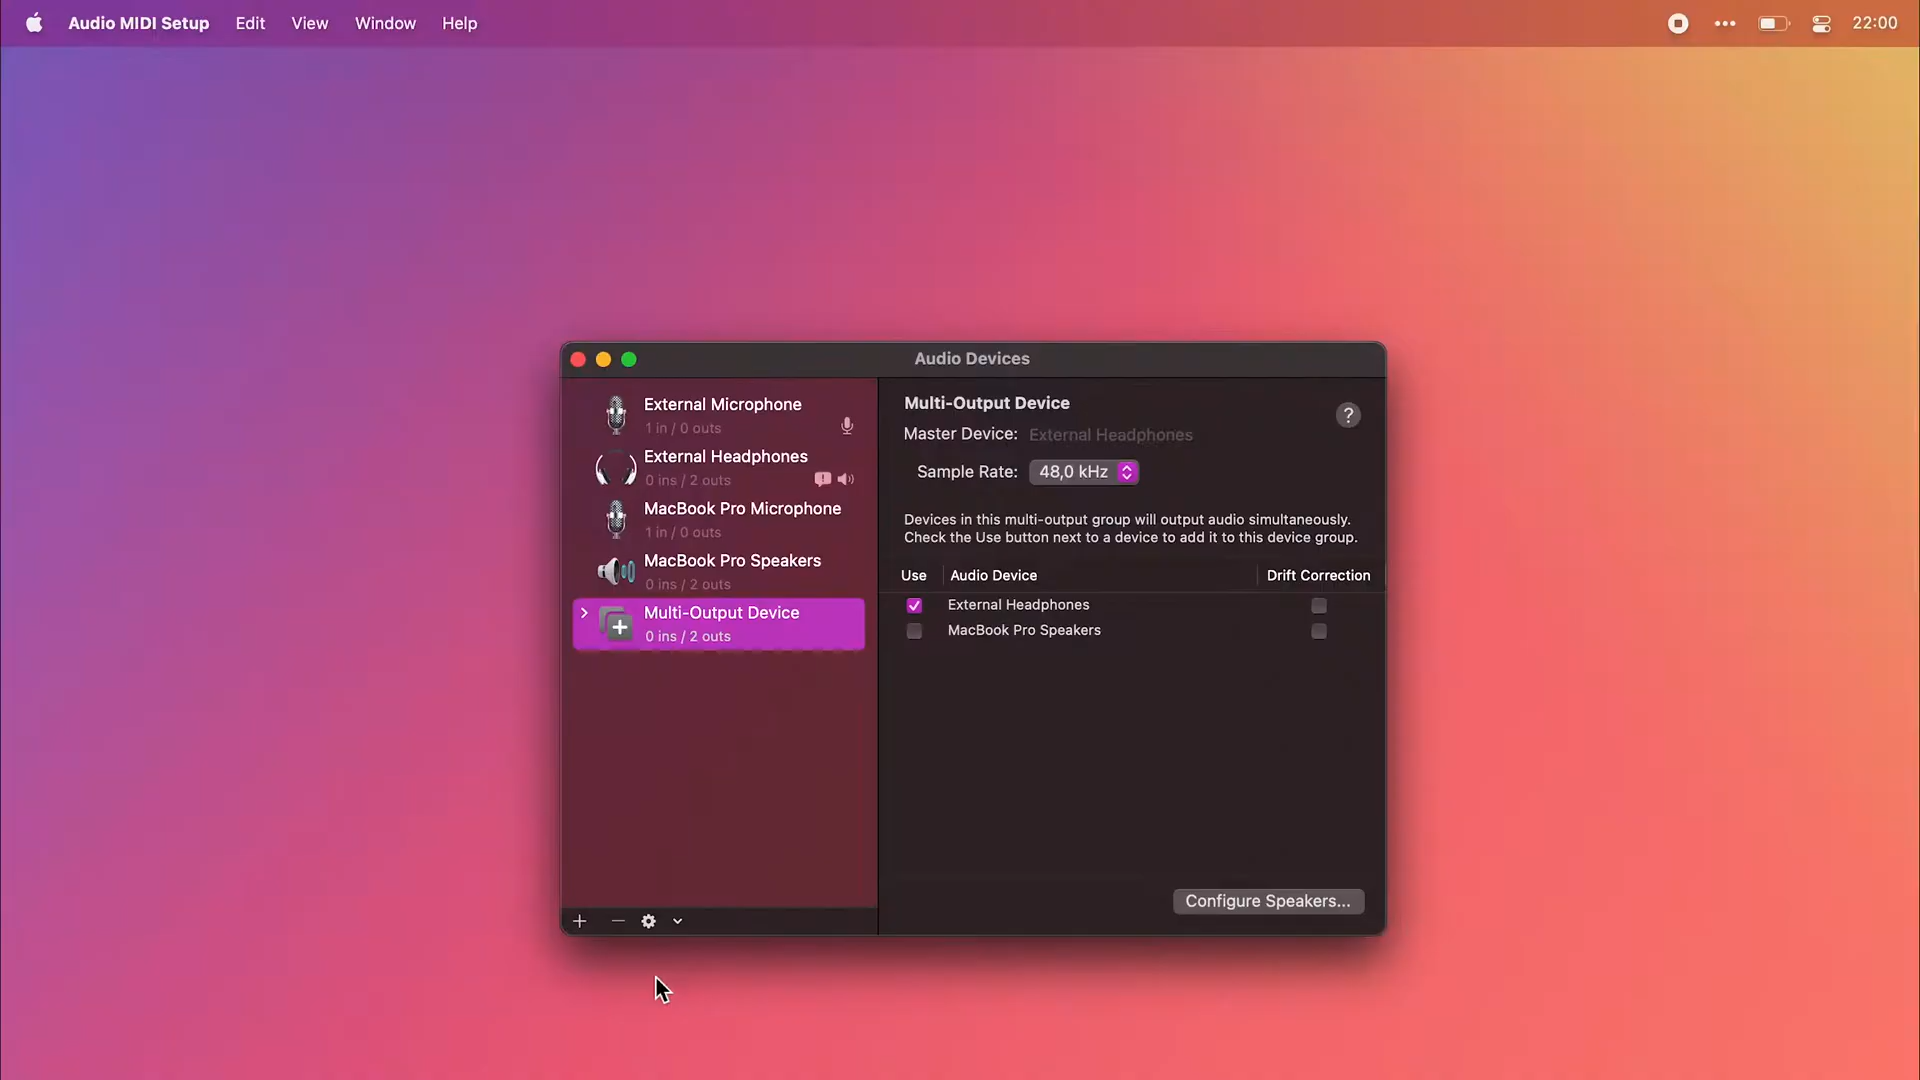 Audio MIDI Setup Edit View Window Help 22:00
Audio Devices
External Microphone
1 in / 0 outs
External Headphones
0 ins / 2 outs
MacBook Pro Microphone
1 in / 0 outs
MacBook Pro Speakers
0 ins / 2 outs
Multi-Output Device
0 ins / 2 outs
Multi-Output Device
?
Master Device: External Headphones
Sample Rate: 48,0 kHz
Devices in this multi-output group will output audio simultaneously.
Check the Use button next to a device to add it to this device group.
Use Audio Device Drift Correction
External Headphones
MacBook Pro Speakers
Configure Speakers...